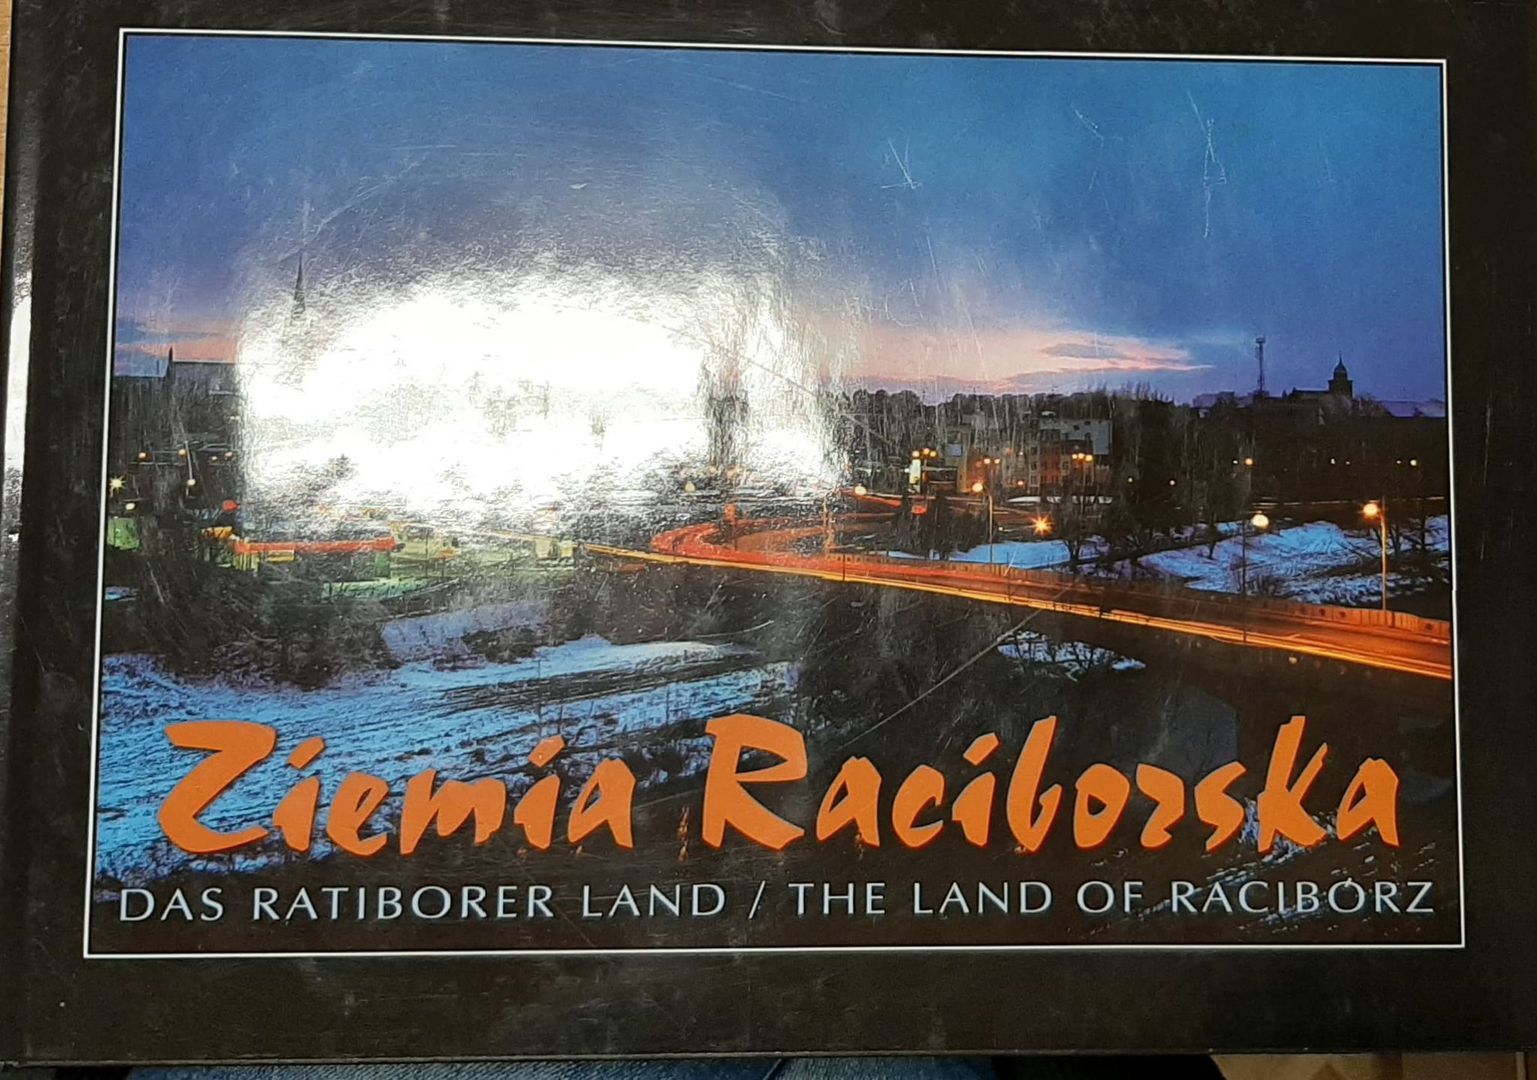 Ziemia Raciborska
DAS RATIBORER LAND / THE LAND OF RACIBÓRZ